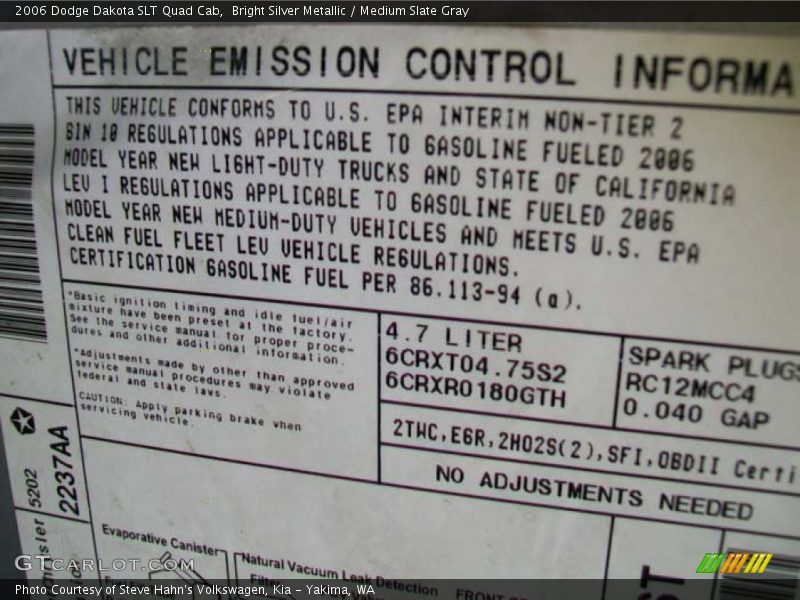 2006 Dodge Dakota SLT Quad Cab,  Bright Silver Metallic / Medium Slate Gray
VEHICLE EMISSION CONTROL INFORMA
THIS VEHICLE CONFORMS TO U.S. EPA INTERIM NON-TIER 2
BIN 10 REGULATIONS APPLICABLE TO GASOLINE FUELED 2006
MODEL YEAR NEW LIGHT-DUTY TRUCKS AND STATE OF CALIFORNIA
LEV I REGULATIONS APPLICABLE TO GASOLINE FUELED 2006
MODEL YEAR NEW MEDIUM-DUTY VEHICLES AND MEETS U.S. EPA
CLEAN FUEL FLEET LEV VEHICLE REGULATIONS.
CERTIFICATION GASOLINE FUEL PER 86.113-94 (a).
*Basic ignition timing and idle fuel/air
mixture have been preset at the factory.
See the service manual for proper proce-
dures and other additional information.
*Adjustments made by other than approved
service manual procedures may violate
federal and state laws.
CAUTION: Apply parking brake when
servicing vehicle.
4.7 LITER
6CRXT04.75S2
6CRXR0180GTH
SPARK PLUGS
RC12MCC4
0.040 GAP
2TWC,EGR,2HO2S(2),SFI,OBDII Certi
NO ADJUSTMENTS NEEDED
5202
2237AA
Evaporative Canister
Natural Vacuum Leak Detection
GTCARLOT.COM
Photo Courtesy of Steve Hahn's Volkswagen, Kia - Yakima, WA